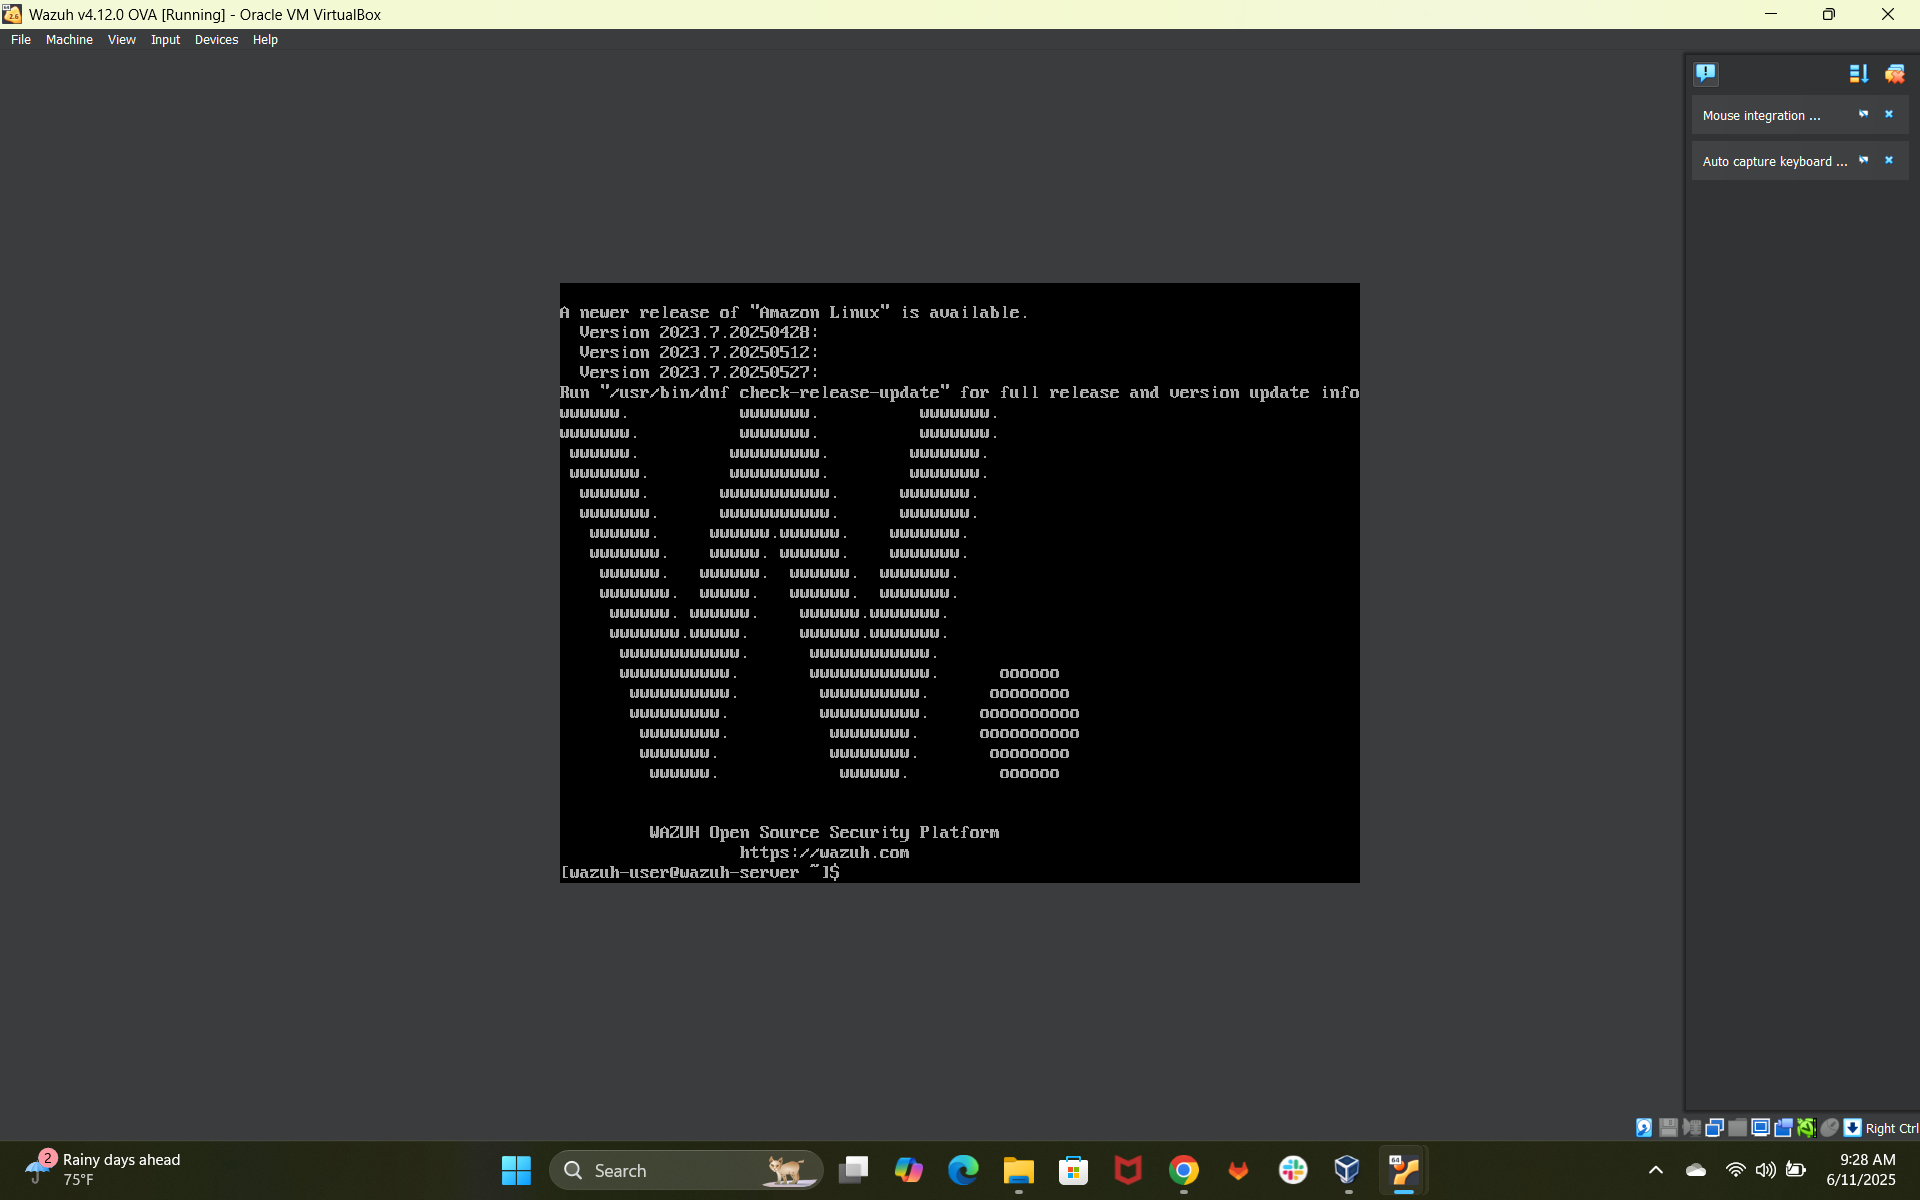 Wazuh v4.12.0 OVA [Running] - Oracle VM VirtualBox
File Machine View Input Devices Help
Mouse integration ...
Auto capture keyboard ...
A newer release of "Amazon Linux" is available.
  Version 2023.7.20250428:
  Version 2023.7.20250512:
  Version 2023.7.20250527:
Run "/usr/bin/dnf check-release-update" for full release and version update info
wwwwww.           wwwwwww.          wwwwwww.
wwwwwww.          wwwwwww.          wwwwwww.
 wwwwww.         wwwwwwwww.        wwwwwww.
 wwwwwww.        wwwwwwwww.        wwwwwww.
  wwwwww.       wwwwwwwwwww.      wwwwwww.
  wwwwwww.      wwwwwwwwwww.      wwwwwww.
   wwwwww.     wwwwww.wwwwww.    wwwwwww.
   wwwwwww.    wwwww. wwwwww.    wwwwwww.
    wwwwww.   wwwwww.  wwwwww.  wwwwwww.
    wwwwwww.  wwwww.   wwwwww.  wwwwwww.
     wwwwww. wwwwww.    wwwwww.wwwwwww.
     wwwwwww.wwwww.     wwwwww.wwwwwww.
      wwwwwwwwwwww.      wwwwwwwwwwww.
      wwwwwwwwwww.       wwwwwwwwwwww.      oooooo
       wwwwwwwwww.        wwwwwwwwww.      oooooooo
       wwwwwwwww.         wwwwwwwwww.     oooooooooo
        wwwwwwww.          wwwwwwww.      oooooooooo
        wwwwwww.           wwwwwwww.       oooooooo
         wwwwww.            wwwwww.         oooooo
WAZUH Open Source Security Platform
https://wazuh.com
[wazuh-user@wazuh-server ~]$
Right Ctrl
2
Rainy days ahead
75°F
Search
64
9:28 AM
6/11/2025